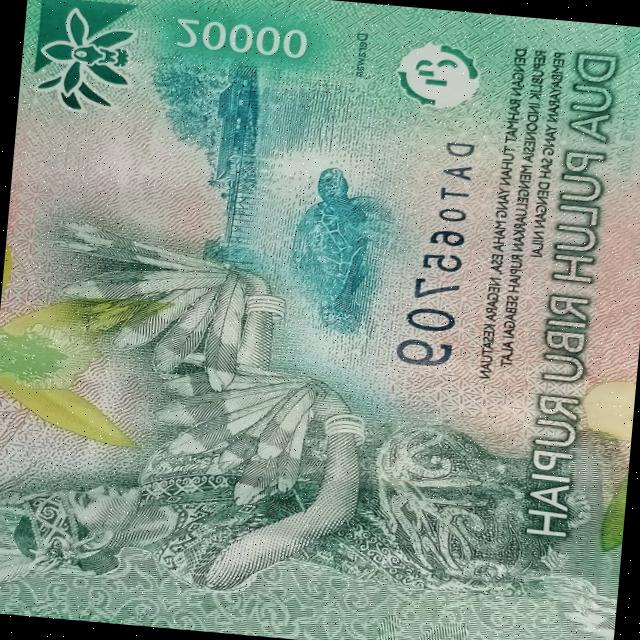 20000
Derawan
DAT065709
DENGAN RAHMAT TUHAN YANG MAHA ESA, NEGARA KESATUAN
REPUBLIK INDONESIA MENGELUARKAN RUPIAH SEBAGAI ALAT
PEMBAYARAN YANG SAH DENGAN NILAI
DUA PULUH RIBU RUPIAH